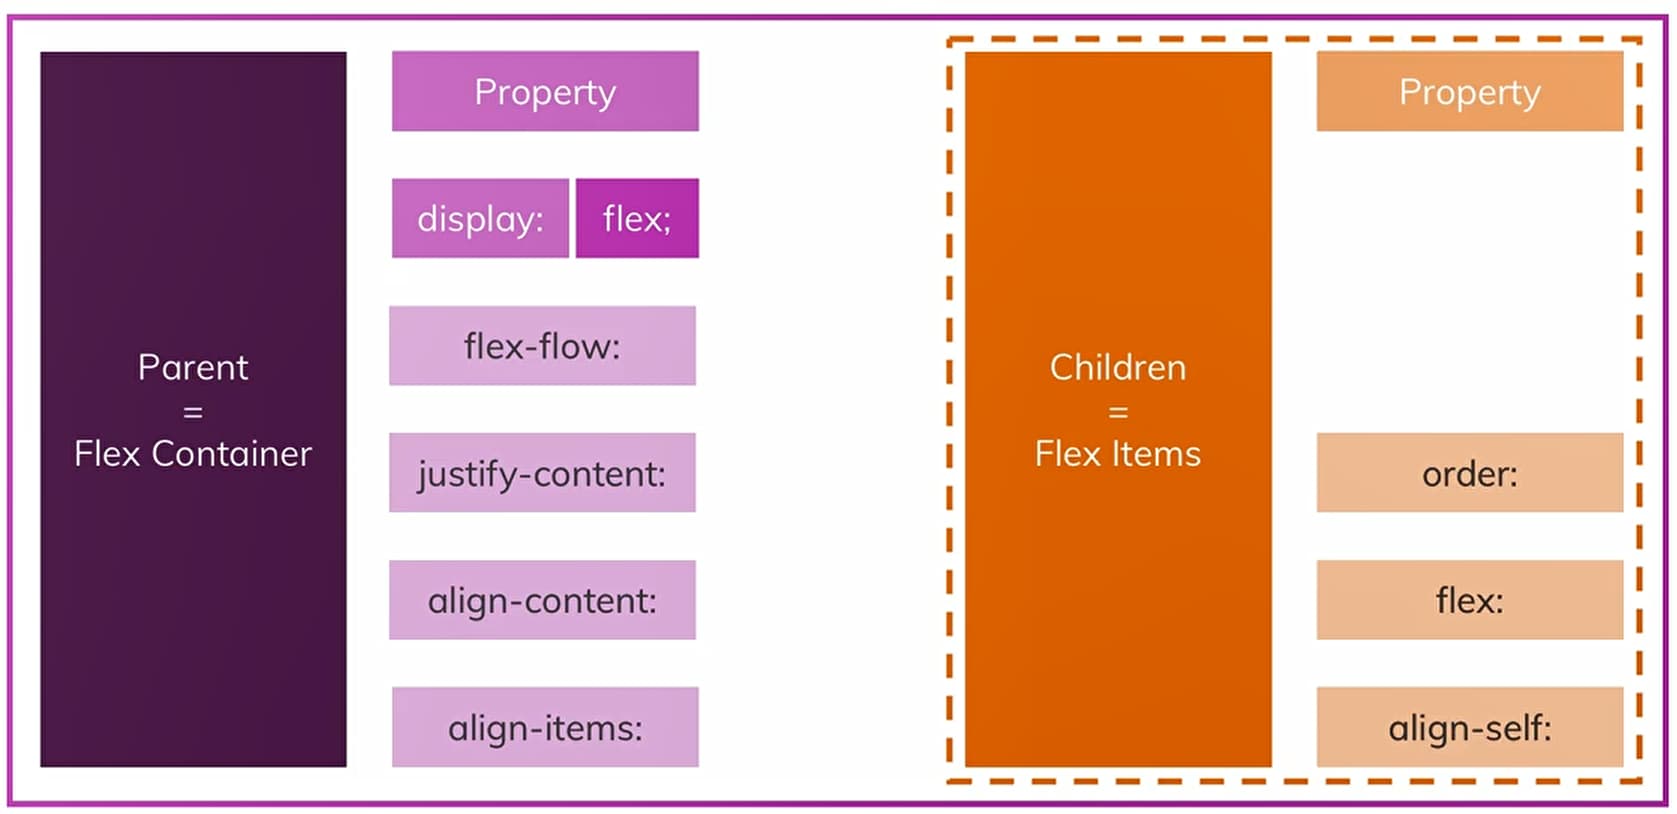 Parent
=
Flex Container
Property
display: flex;
flex-flow:
justify-content:
align-content:
align-items:
Children
=
Flex Items
Property
order:
flex:
align-self: